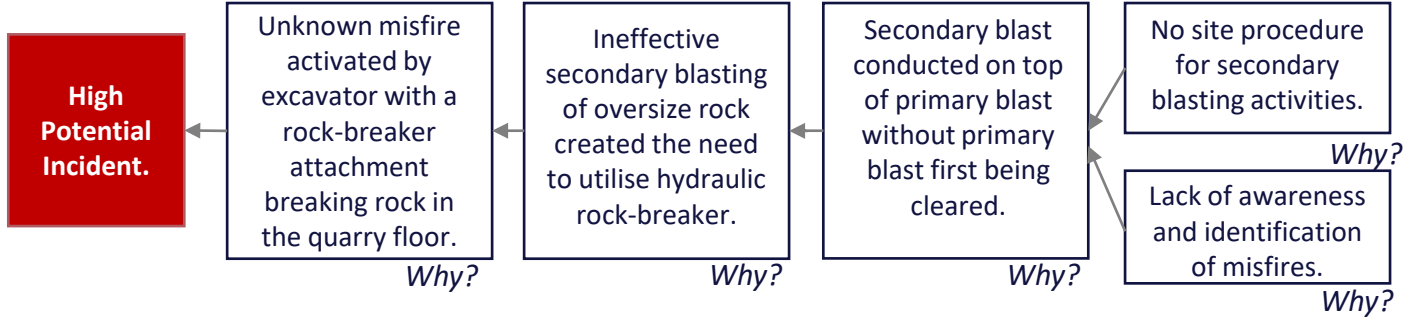 High
Potential
Incident.
Unknown misfire
activated by
excavator with a
rock-breaker
attachment
breaking rock in
the quarry floor.
Why?
Ineffective
secondary blasting
of oversize rock
created the need
to utilise hydraulic
rock-breaker.
Why?
Secondary blast
conducted on top
of primary blast
without primary
blast first being
cleared.
Why?
No site procedure
for secondary
blasting activities.
Why?
Lack of awareness
and identification
of misfires.
Why?